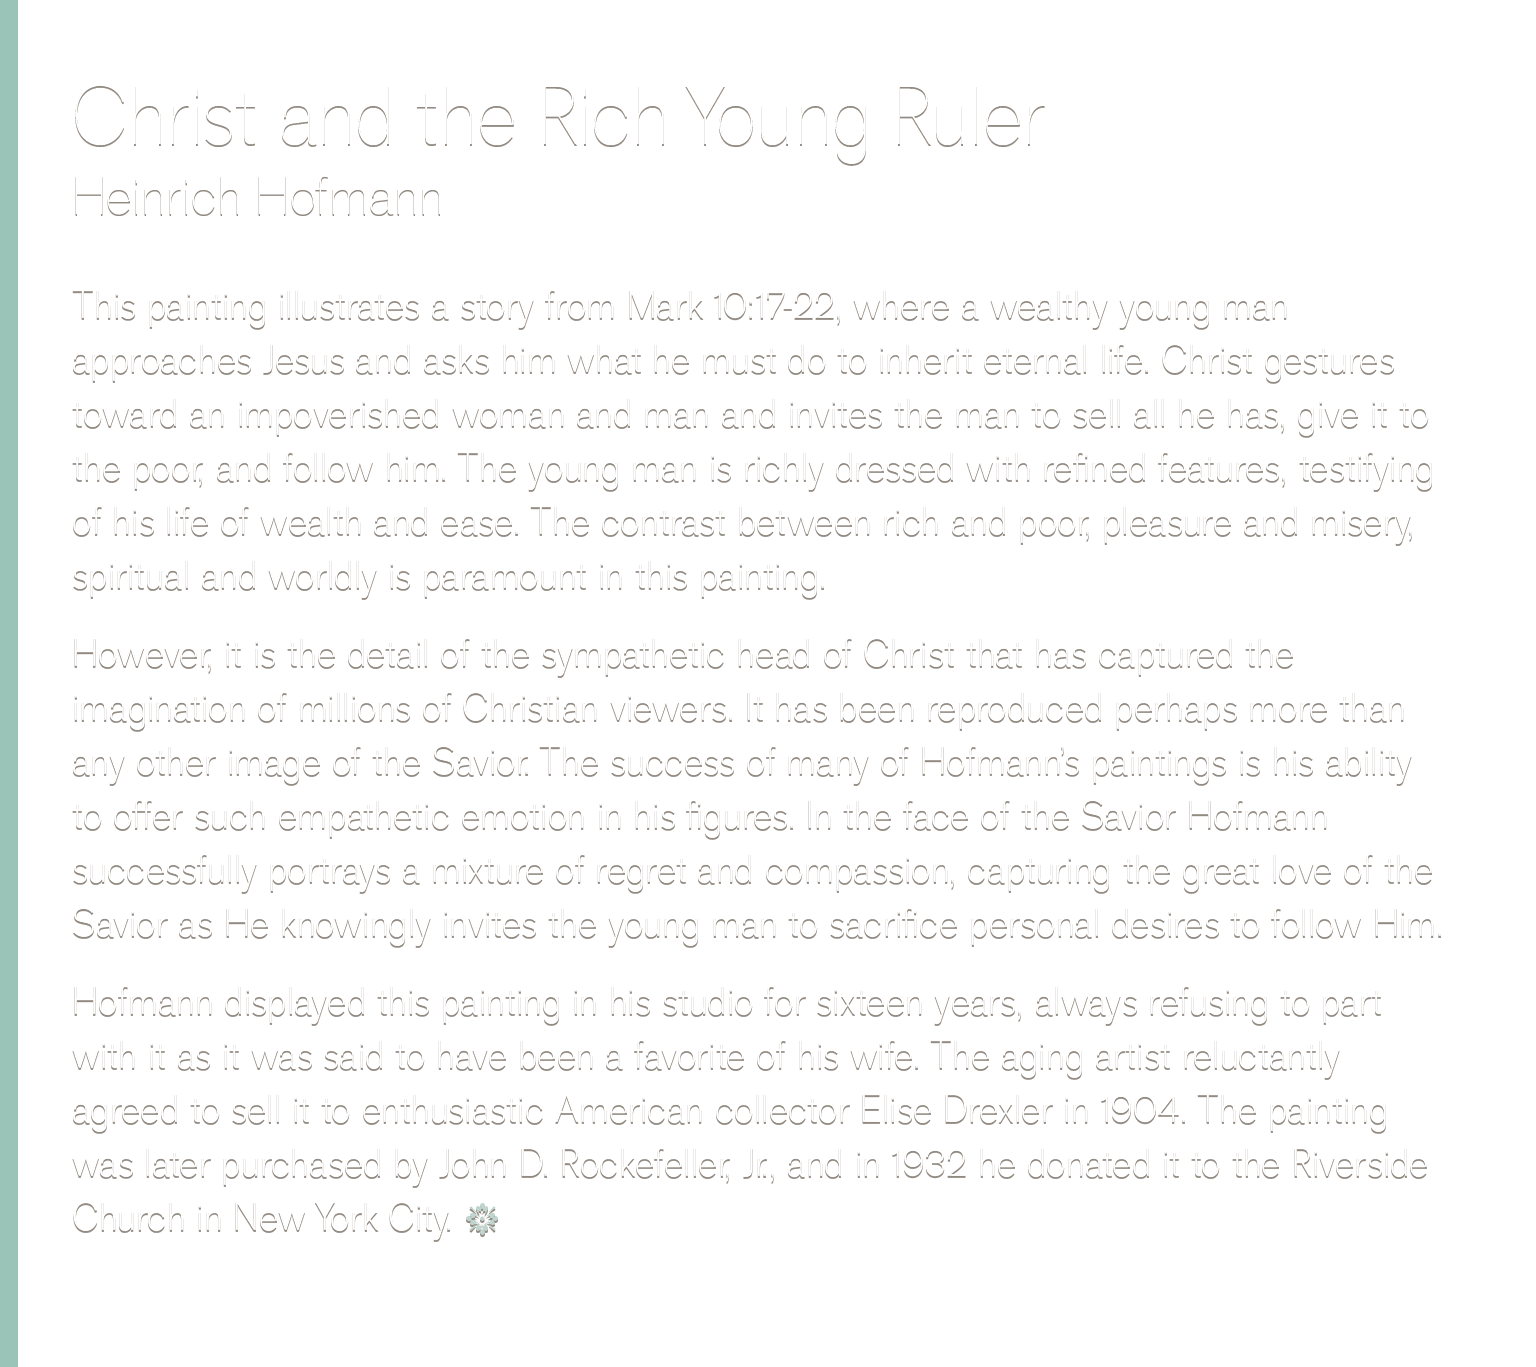 Christ and the Rich Young Ruler
Heinrich Hofmann
This painting illustrates a story from Mark 10:17-22, where a wealthy young man
approaches Jesus and asks him what he must do to inherit eternal life. Christ gestures
toward an impoverished woman and man and invites the man to sell all he has, give it to
the poor, and follow him. The young man is richly dressed with refined features, testifying
of his life of wealth and ease. The contrast between rich and poor, pleasure and misery,
spiritual and worldly is paramount in this painting.
However, it is the detail of the sympathetic head of Christ that has captured the
imagination of millions of Christian viewers. It has been reproduced perhaps more than
any other image of the Savior. The success of many of Hofmann’s paintings is his ability
to offer such empathetic emotion in his figures. In the face of the Savior Hofmann
successfully portrays a mixture of regret and compassion, capturing the great love of the
Savior as He knowingly invites the young man to sacrifice personal desires to follow Him.
Hofmann displayed this painting in his studio for sixteen years, always refusing to part
with it as it was said to have been a favorite of his wife. The aging artist reluctantly
agreed to sell it to enthusiastic American collector Elise Drexler in 1904. The painting
was later purchased by John D. Rockefeller, Jr., and in 1932 he donated it to the Riverside
Church in New York City.